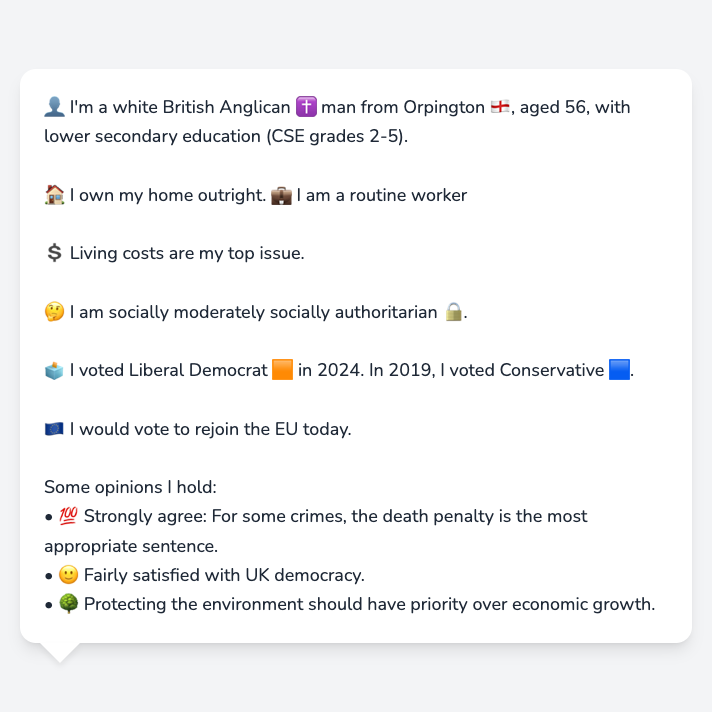 👤 I'm a white British Anglican ✝️ man from Orpington 🏴󠁧󠁢󠁥󠁮󠁧󠁿, aged 56, with
lower secondary education (CSE grades 2-5).
🏠 I own my home outright. 💼 I am a routine worker
💲 Living costs are my top issue.
🤔 I am socially moderately socially authoritarian 🔒.
🗳️ I voted Liberal Democrat 🟧 in 2024. In 2019, I voted Conservative 🟦.
🇪🇺 I would vote to rejoin the EU today.
Some opinions I hold:
• 💯 Strongly agree: For some crimes, the death penalty is the most
appropriate sentence.
• 🙂 Fairly satisfied with UK democracy.
• 🌳 Protecting the environment should have priority over economic growth.